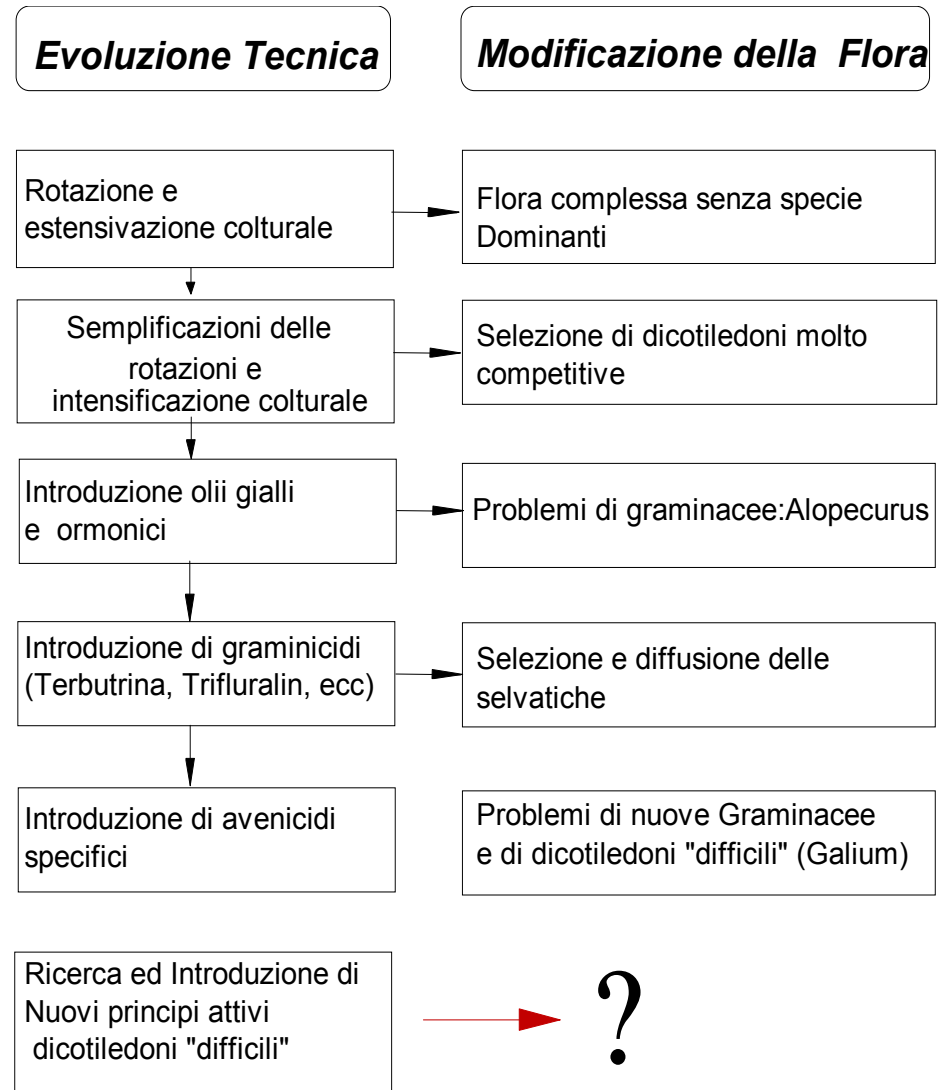 Evoluzione Tecnica
Modificazione della Flora
Rotazione e
estensivazione colturale
Flora complessa senza specie
Dominanti
Semplificazioni delle
rotazioni e
intensificazione colturale
Selezione di dicotiledoni molto
competitive
Introduzione olii gialli
e ormonici
Problemi di graminacee:Alopecurus
Introduzione di graminicidi
(Terbutrina, Trifluralin, ecc)
Selezione e diffusione delle
selvatiche
Introduzione di avenicidi
specifici
Problemi di nuove Graminacee
e di dicotiledoni "difficili" (Galium)
Ricerca ed Introduzione di
Nuovi principi attivi
dicotiledoni "difficili"
?